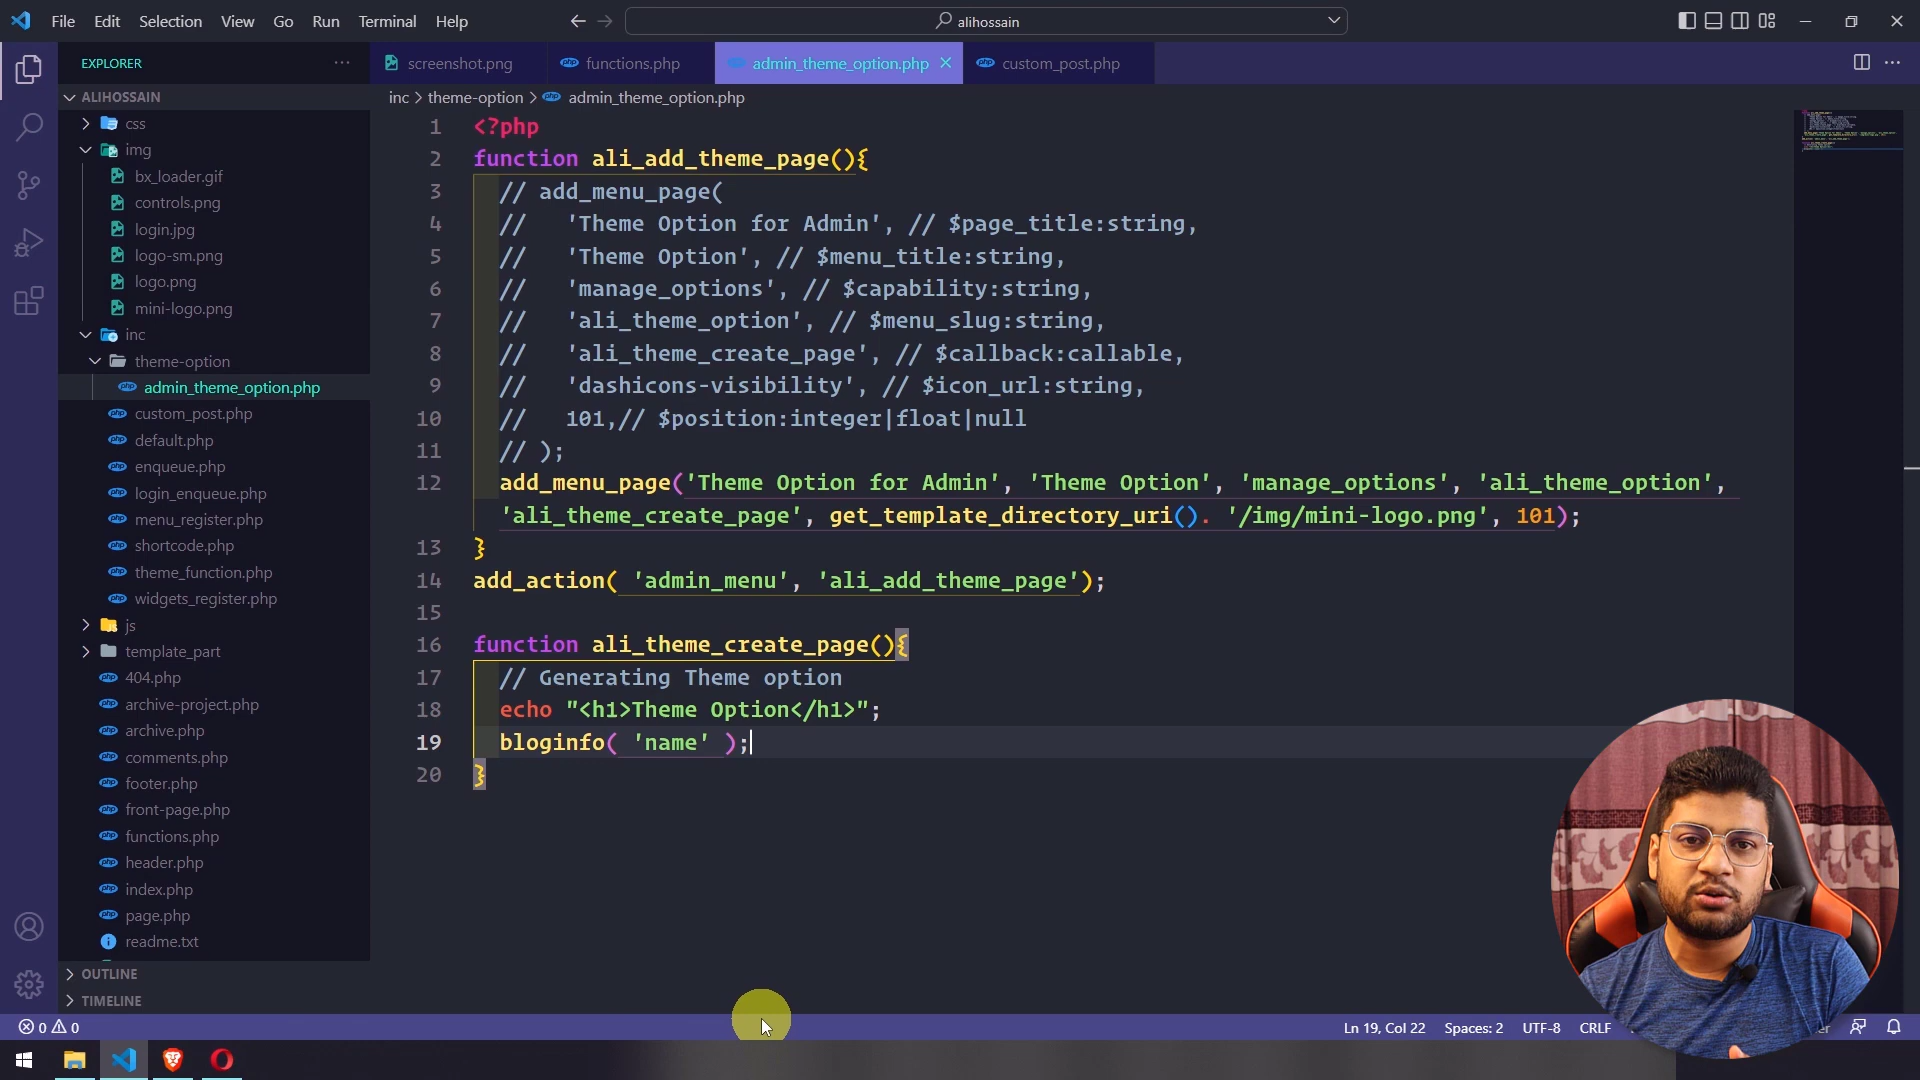 File Edit Selection View Go Run Terminal Help
alihossain
EXPLORER
screenshot.png
functions.php
admin_theme_option.php
custom_post.php
ALIHOSSAIN
css
img
bx_loader.gif
controls.png
login.jpg
logo-sm.png
logo.png
mini-logo.png
inc
theme-option
admin_theme_option.php
custom_post.php
default.php
enqueue.php
login_enqueue.php
menu_register.php
shortcode.php
theme_function.php
widgets_register.php
js
template_part
404.php
archive-project.php
archive.php
comments.php
footer.php
front-page.php
functions.php
header.php
index.php
page.php
readme.txt
OUTLINE
TIMELINE
inc > theme-option > admin_theme_option.php
1 <?php
2 function ali_add_theme_page(){
3 // add_menu_page(
4 // 'Theme Option for Admin', // $page_title:string,
5 // 'Theme Option', // $menu_title:string,
6 // 'manage_options', // $capability:string,
7 // 'ali_theme_option', // $menu_slug:string,
8 // 'ali_theme_create_page', // $callback:callable,
9 // 'dashicons-visibility', // $icon_url:string,
10 // 101,// $position:integer|float|null
11 // );
12 add_menu_page('Theme Option for Admin', 'Theme Option', 'manage_options', 'ali_theme_option',
'ali_theme_create_page', get_template_directory_uri(). '/img/mini-logo.png', 101);
13 }
14 add_action( 'admin_menu', 'ali_add_theme_page');
15
16 function ali_theme_create_page(){
17 // Generating Theme option
18 echo "<h1>Theme Option</h1>";
19 bloginfo( 'name' );
20 }
0 0
Ln 19, Col 22 Spaces: 2 UTF-8 CRLF